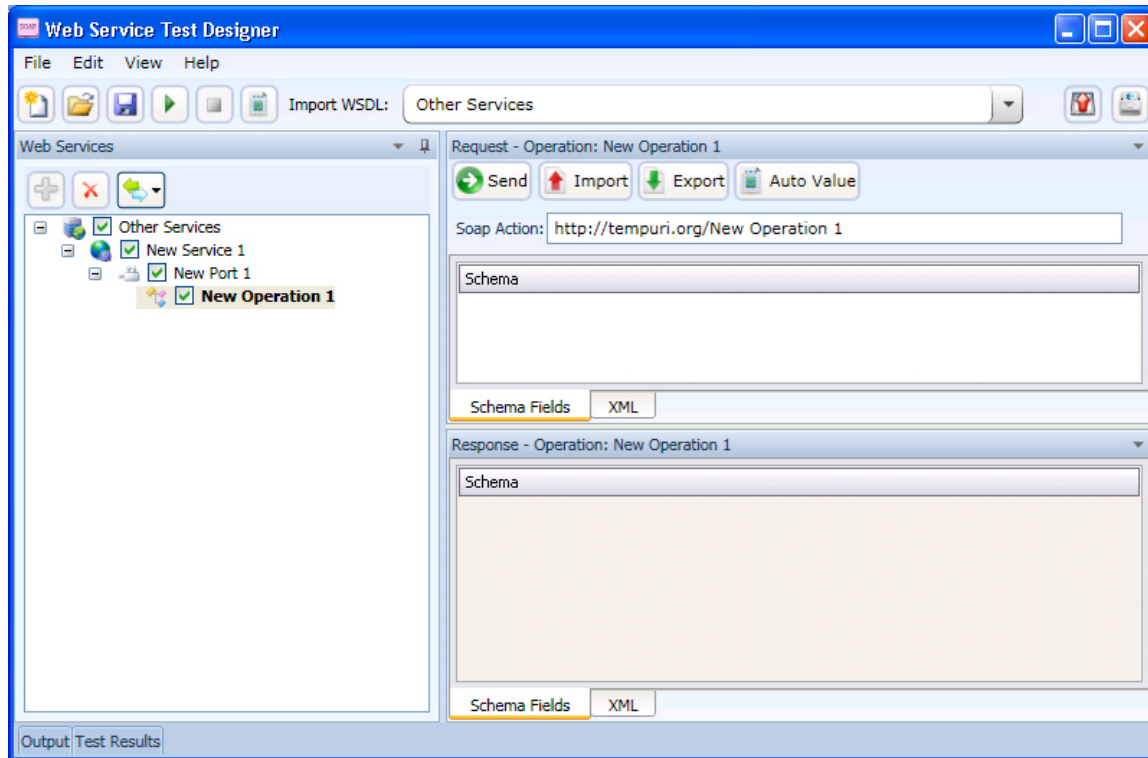 SOAP Web Service Test Designer
File Edit View Help
Import WSDL: Other Services
Web Services
Request - Operation: New Operation 1
Send Import Export Auto Value
Soap Action: http://tempuri.org/New Operation 1
Other Services
New Service 1
New Port 1
New Operation 1
Schema
Schema Fields XML
Response - Operation: New Operation 1
Schema
Schema Fields XML
Output Test Results